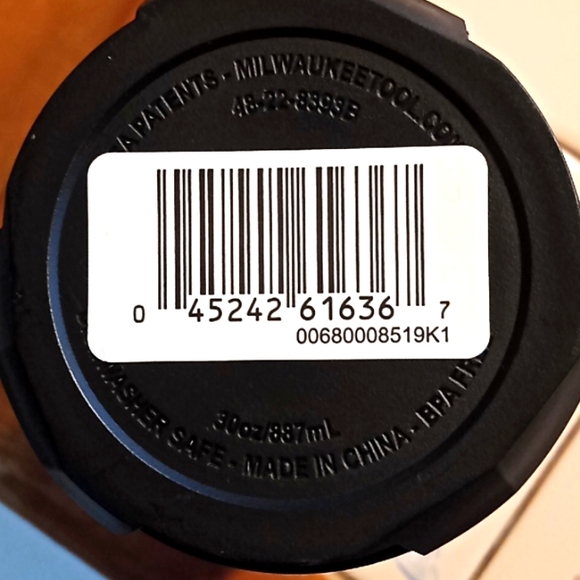 PATENTS - MILWAUKEETOOL.CO
48-22-8393B
0 45242 61636 7
00680008519K1
30oz/887mL
WASHER SAFE - MADE IN CHINA - BPA FR